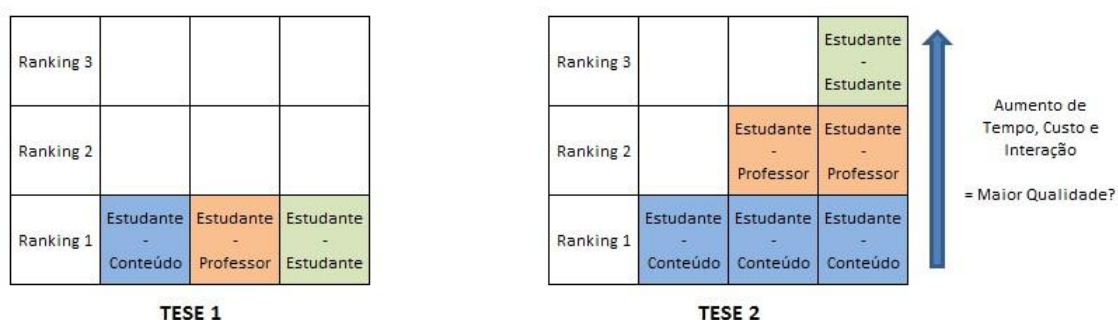 Ranking 3
Ranking 2
Ranking 1
Estudante
-
Conteúdo
Estudante
-
Professor
Estudante
-
Estudante
TESE 1
Ranking 3
Estudante
-
Estudante
Ranking 2
Estudante
-
Professor
Estudante
-
Professor
Ranking 1
Estudante
-
Conteúdo
Estudante
-
Conteúdo
Estudante
-
Conteúdo
TESE 2
Aumento de
Tempo, Custo e
Interação
= Maior Qualidade?